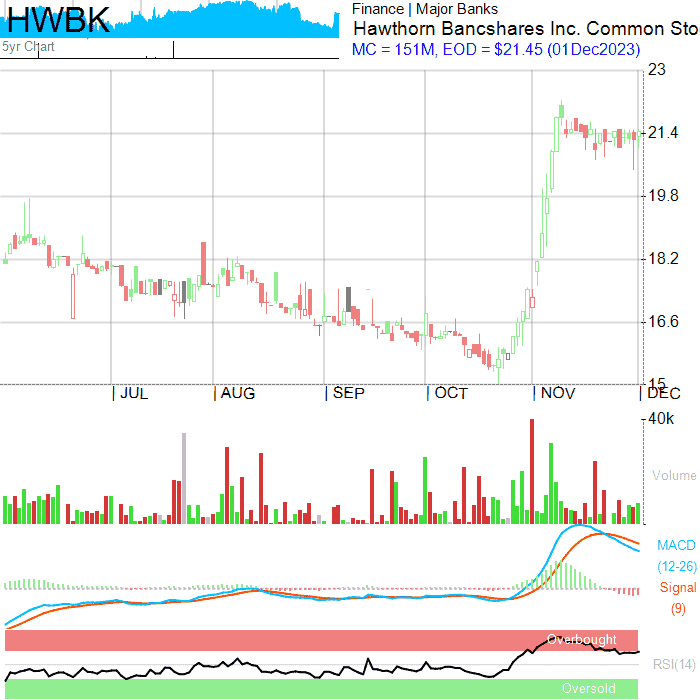 HWBK
5yr Chart
Finance | Major Banks
Hawthorn Bancshares Inc. Common Sto
MC = 151M, EOD = $21.45 (01Dec2023)
23
21.4
19.8
18.2
16.6
15
JUL
AUG
SEP
OCT
NOV
DEC
40k
Volume
MACD
(12-26)
Signal
(9)
Overbought
RSI(14)
Oversold